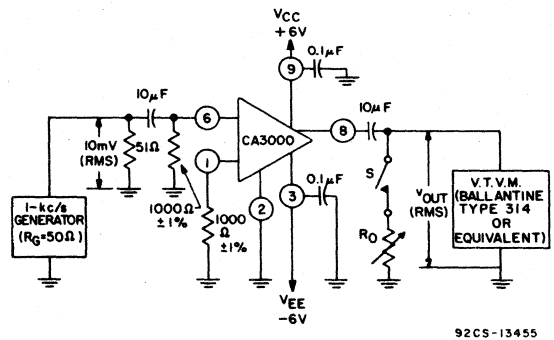 VCC
+6V
0.1μF
9
10μF
6
CA3000
8
10μF
10mV
(RMS)
51Ω
1
1-kc/s
GENERATOR
(RG=50Ω)
1000Ω
±1%
1000
Ω
±1%
2
3
0.1μF
S
RO
VOUT
(RMS)
V.T.V.M.
(BALLANTINE
TYPE 314
OR
EQUIVALENT)
VEE
-6V
92CS-13455